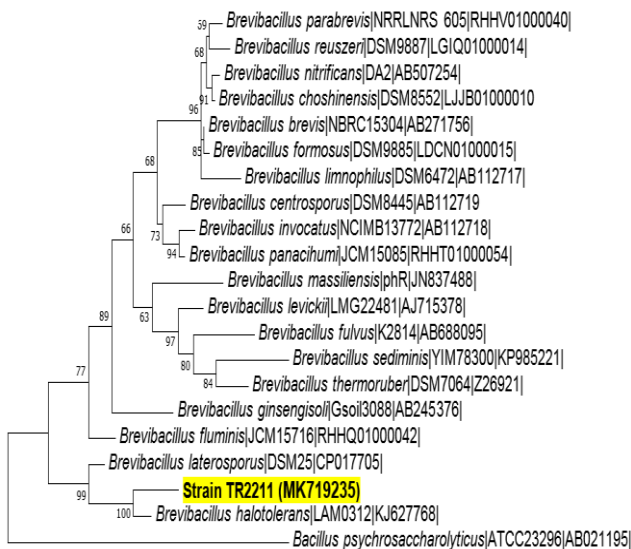 59
Brevibacillus parabrevis|NRRLNRS 605|RHHV01000040|
68
Brevibacillus reuszeri|DSM9887|LGIQ01000014|
Brevibacillus nitrificans|DA2|AB507254|
91
Brevibacillus choshinensis|DSM8552|LJJB01000010
96
Brevibacillus brevis|NBRC15304|AB271756|
85
Brevibacillus formosus|DSM9885|LDCN01000015|
68
Brevibacillus limnophilus|DSM6472|AB112717|
Brevibacillus centrosporus|DSM8445|AB112719
73
Brevibacillus invocatus|NCIMB13772|AB112718|
94
Brevibacillus panacihumi|JCM15085|RHHT01000054|
66
Brevibacillus massiliensis|phR|JN837488|
63
Brevibacillus levickii|LMG22481|AJ715378|
97
Brevibacillus fulvus|K2814|AB688095|
80
Brevibacillus sediminis|YIM78300|KP985221|
84
Brevibacillus thermoruber|DSM7064|Z26921|
89
Brevibacillus ginsengisoli|Gsoil3088|AB245376|
77
Brevibacillus fluminis|JCM15716|RHHQ01000042|
Brevibacillus laterosporus|DSM25|CP017705|
99
Strain TR2211 (MK719235)
100
Brevibacillus halotolerans|LAM0312|KJ627768|
Bacillus psychrosaccharolyticus|ATCC23296|AB021195|